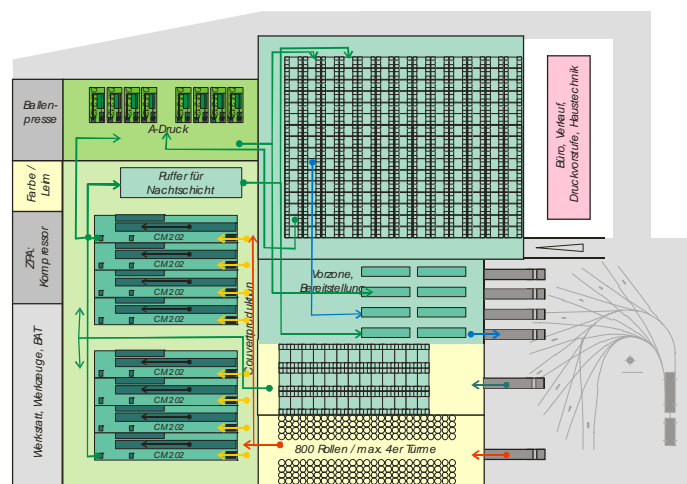 Ballen-
presse
A-Druck
Farbe /
Leim
Puffer für
Nachtschicht
ZPA:
Kompressor
Werkstatt, Werkzeuge, BAT
CM202
CM202
CM202
CM202
CM202
CM202
CM202
CM202
Couvertproduktion
Vorzone,
Bereitstellung
800 Rollen / max. 4er Türme
Büro, Verkauf,
Druckvorstufe, Haustechnik